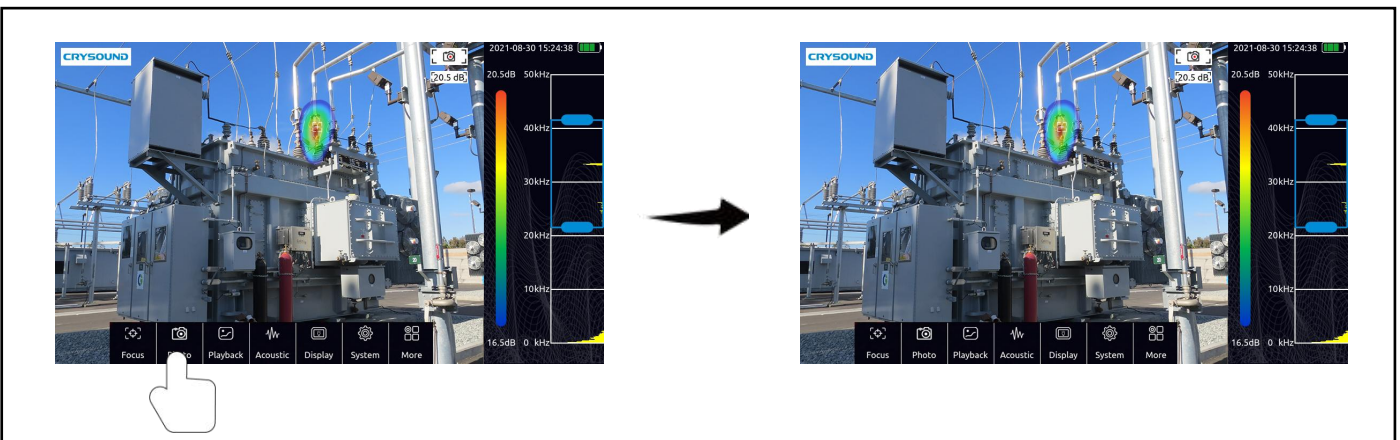 CRYSOUND
2021-08-30 15:24:38
20.5 dB
20.5dB 50kHz
40kHz
30kHz
20kHz
10kHz
16.5dB 0 kHz
Focus Playback Acoustic Display System More
CRYSOUND
2021-08-30 15:24:38
20.5 dB
20.5dB 50kHz
40kHz
30kHz
20kHz
10kHz
16.5dB 0 kHz
Focus Photo Playback Acoustic Display System More